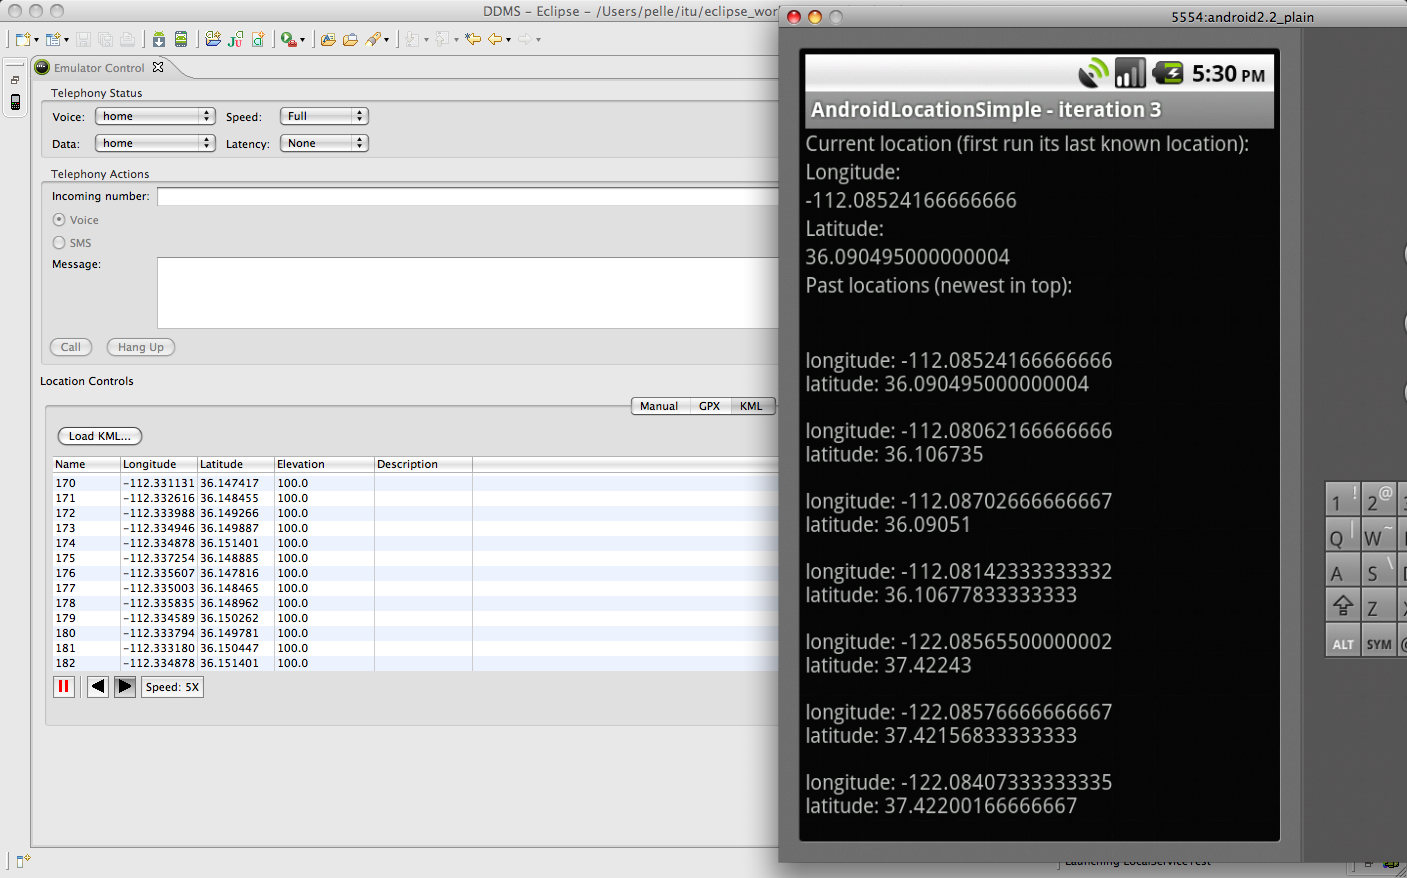 DDMS - Eclipse - /Users/pelle/itu/eclipse_wor
Emulator Control
Telephony Status
Voice: home Speed: Full
Data: home Latency: None
Telephony Actions
Incoming number:
Voice
SMS
Message:
Call Hang Up
Location Controls
Manual GPX KML
Load KML...
Name Longitude Latitude Elevation Description
170 -112.331131 36.147417 100.0
171 -112.332616 36.148455 100.0
172 -112.333988 36.149266 100.0
173 -112.334946 36.149887 100.0
174 -112.334878 36.151401 100.0
175 -112.337254 36.148885 100.0
176 -112.335607 36.147816 100.0
177 -112.335003 36.148465 100.0
178 -112.335835 36.148962 100.0
179 -112.334589 36.150262 100.0
180 -112.333794 36.149781 100.0
181 -112.333180 36.150447 100.0
182 -112.334878 36.151401 100.0
Speed: 5X
5554:android2.2_plain
5:30 PM
AndroidLocationSimple - iteration 3
Current location (first run its last known location):
Longitude:
-112.08524166666666
Latitude:
36.090495000000004
Past locations (newest in top):
longitude: -112.08524166666666
latitude: 36.090495000000004
longitude: -112.08062166666666
latitude: 36.106735
longitude: -112.08702666666667
latitude: 36.09051
longitude: -112.08142333333332
latitude: 36.10677833333333
longitude: -122.08565500000002
latitude: 37.42243
longitude: -122.08576666666667
latitude: 37.42156833333333
longitude: -122.08407333333335
latitude: 37.42200166666667
1 ! 2 @
Q | W ~
A S \
Z
ALT SYM
Launching LocalServiceTest